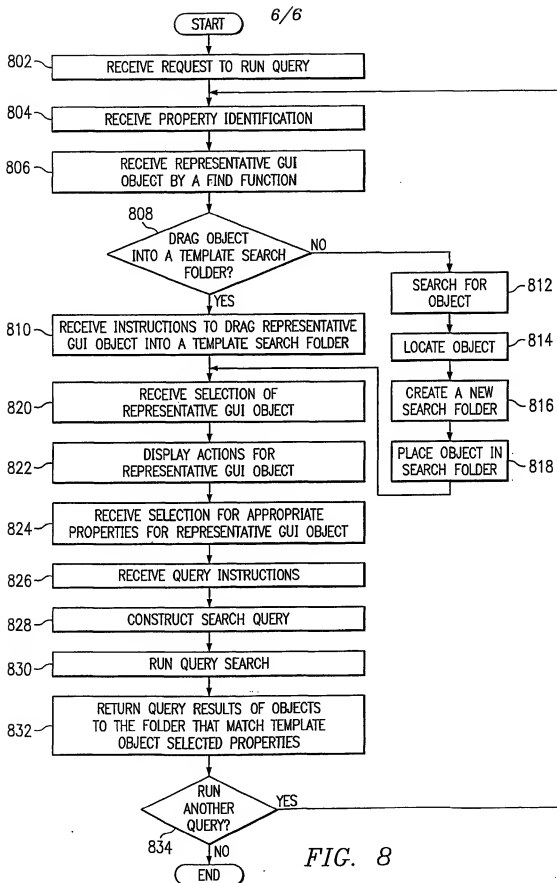 6/6
START
802
RECEIVE REQUEST TO RUN QUERY
804
RECEIVE PROPERTY IDENTIFICATION
806
RECEIVE REPRESENTATIVE GUI
OBJECT BY A FIND FUNCTION
808
DRAG OBJECT
INTO A TEMPLATE SEARCH
FOLDER?
NO
YES
812
SEARCH FOR
OBJECT
814
LOCATE OBJECT
816
CREATE A NEW
SEARCH FOLDER
818
PLACE OBJECT IN
SEARCH FOLDER
810
RECEIVE INSTRUCTIONS TO DRAG REPRESENTATIVE
GUI OBJECT INTO A TEMPLATE SEARCH FOLDER
820
RECEIVE SELECTION OF
REPRESENTATIVE GUI OBJECT
822
DISPLAY ACTIONS FOR
REPRESENTATIVE GUI OBJECT
824
RECEIVE SELECTION FOR APPROPRIATE
PROPERTIES FOR REPRESENTATIVE GUI OBJECT
826
RECEIVE QUERY INSTRUCTIONS
828
CONSTRUCT SEARCH QUERY
830
RUN QUERY SEARCH
832
RETURN QUERY RESULTS OF OBJECTS
TO THE FOLDER THAT MATCH TEMPLATE
OBJECT SELECTED PROPERTIES
RUN
ANOTHER
QUERY?
YES
834
NO
END
FIG. 8